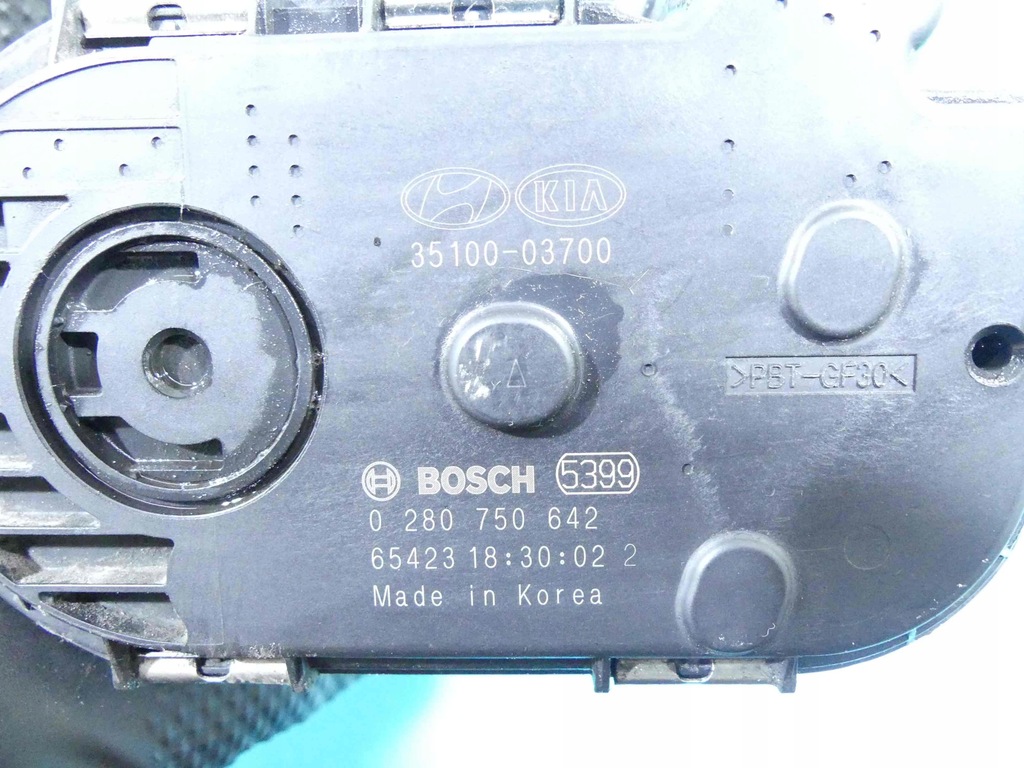 KIA
35100-03700
>PBT-GF30<
BOSCH 5399
0 280 750 642
65423 18:30:02 2
Made in Korea